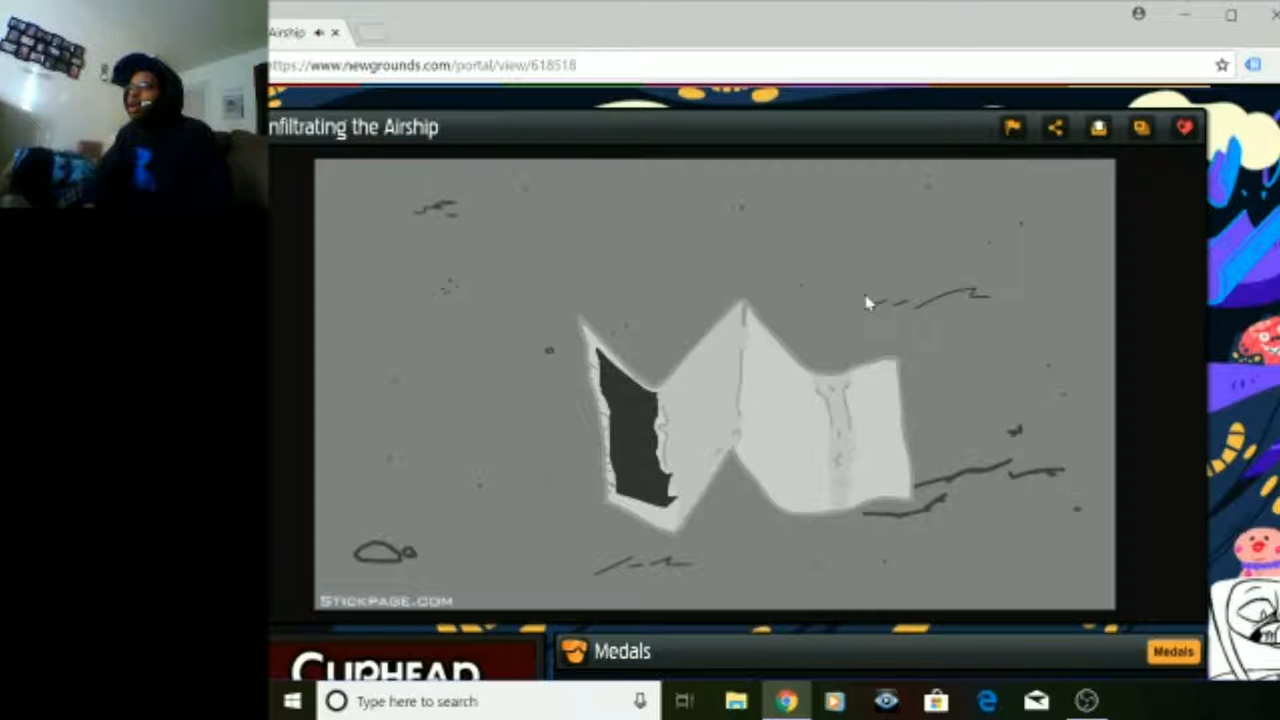 Airship
ttps://www.newgrounds.com/portal/view/618518
nfiltrating the Airship
STICKPAGE.COM
CUPHEAD
Medals
Medals
Type here to search